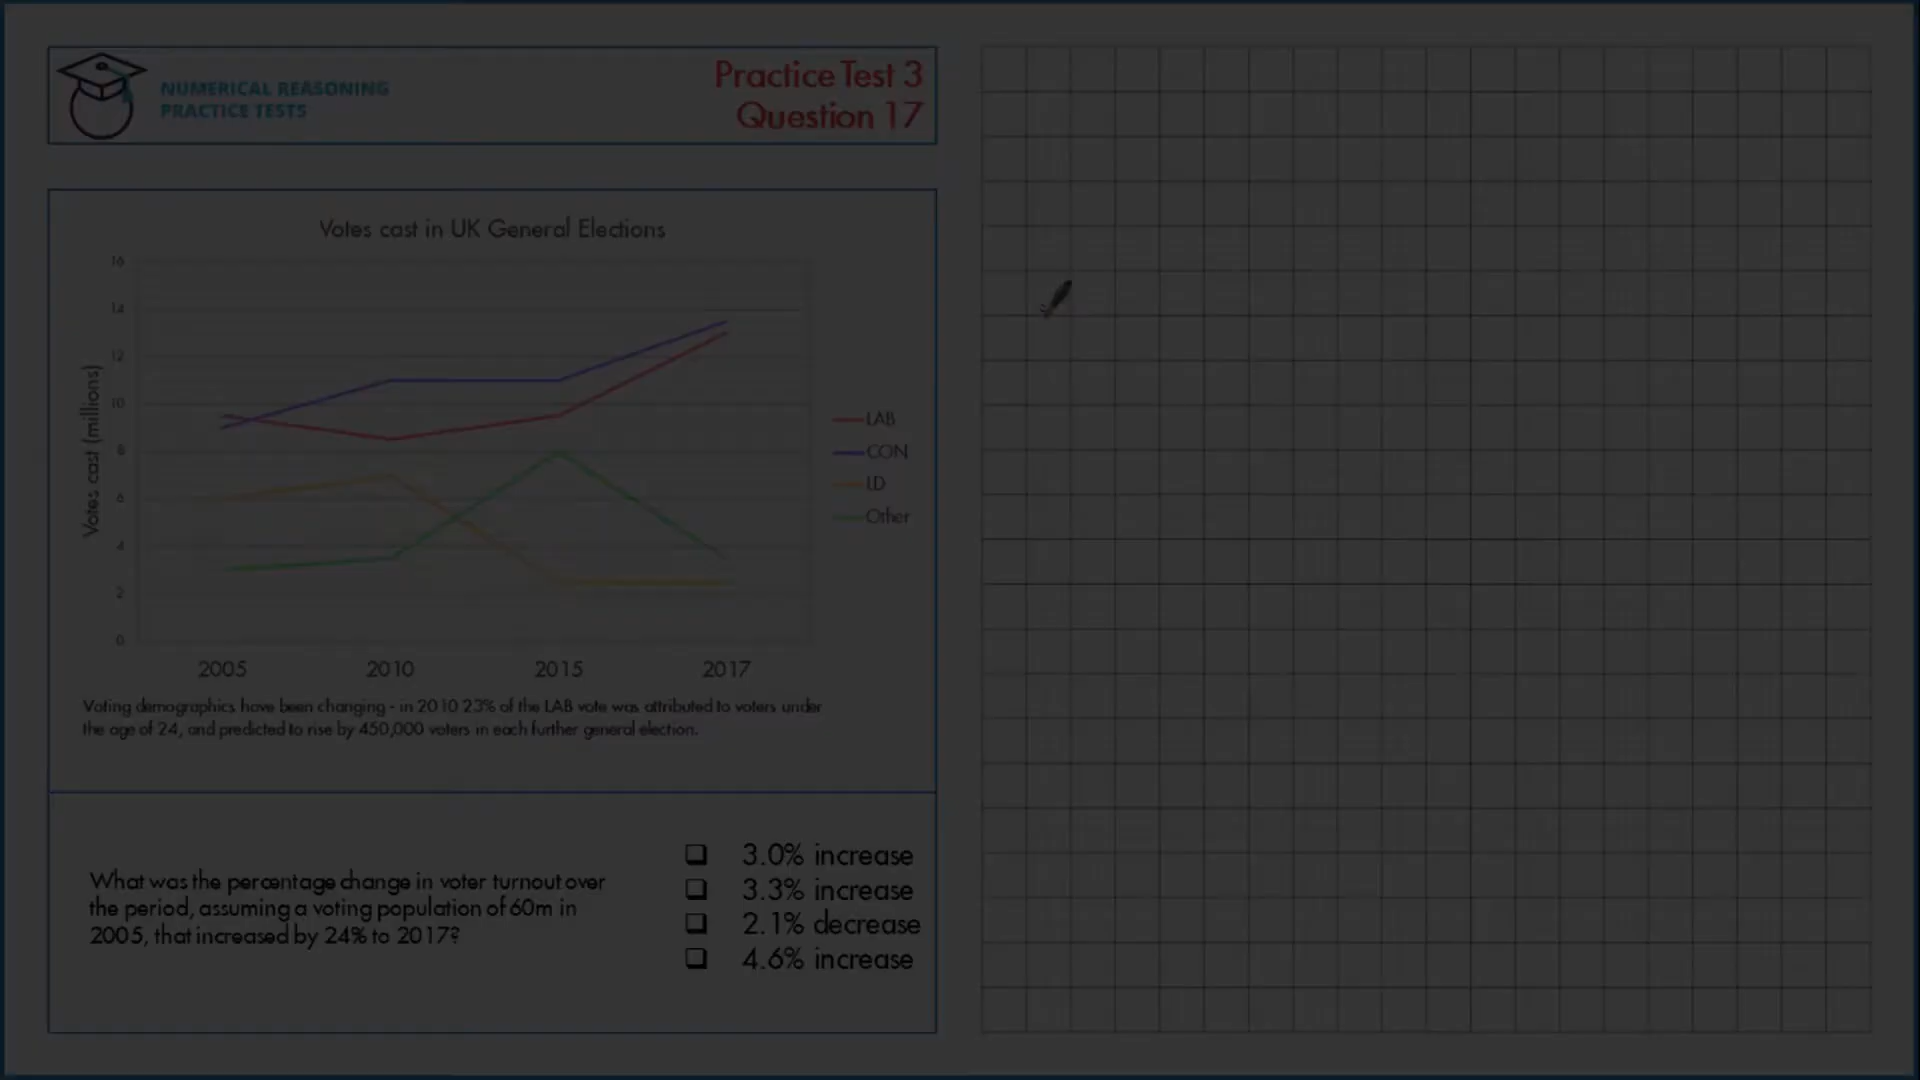 NUMERICAL REASONING
PRACTICE TESTS
Practice Test 3
Question 17
Votes cast in UK General Elections
Votes cast (millions)
16
14
12
10
8
6
4
2
0
2005 2010 2015 2017
LAB
CON
LD
Other
Voting demographics have been changing - in 2010 23% of the LAB vote was attributed to voters under
the age of 24, and predicted to rise by 450,000 voters in each further general election.
What was the percentage change in voter turnout over
the period, assuming a voting population of 60m in
2005, that increased by 24% to 2017?
3.0% increase
3.3% increase
2.1% decrease
4.6% increase